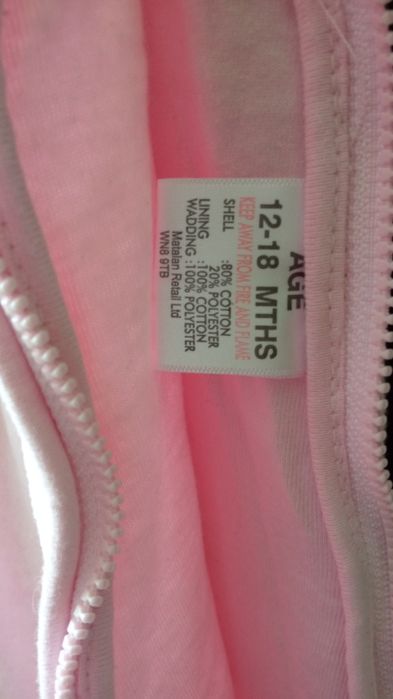 AGE
12-18 MTHS
KEEP AWAY FROM FIRE AND FLAME
SHELL :80% COTTON
20% POLYESTER
LINING :100% COTTON
WADDING :100% POLYESTER
Matalan Retail Ltd
WN8 9TB